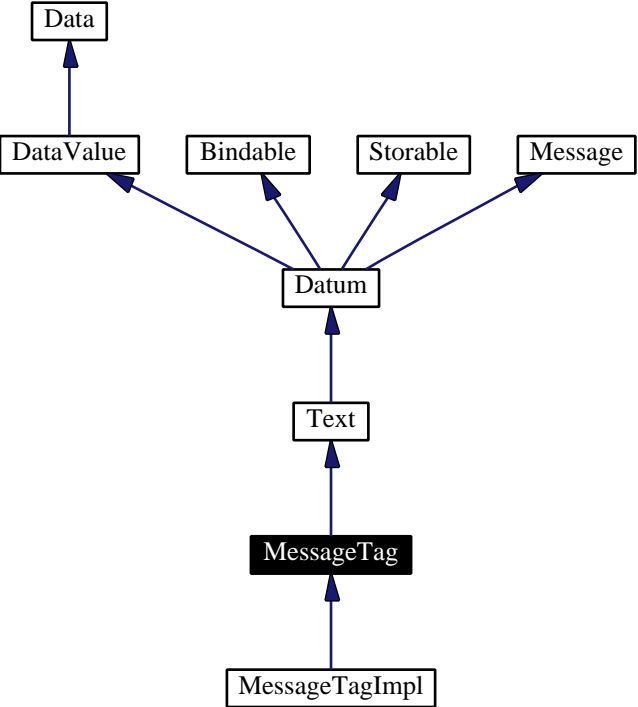 Data
DataValue
Bindable
Storable
Message
Datum
Text
MessageTag
MessageTagImpl